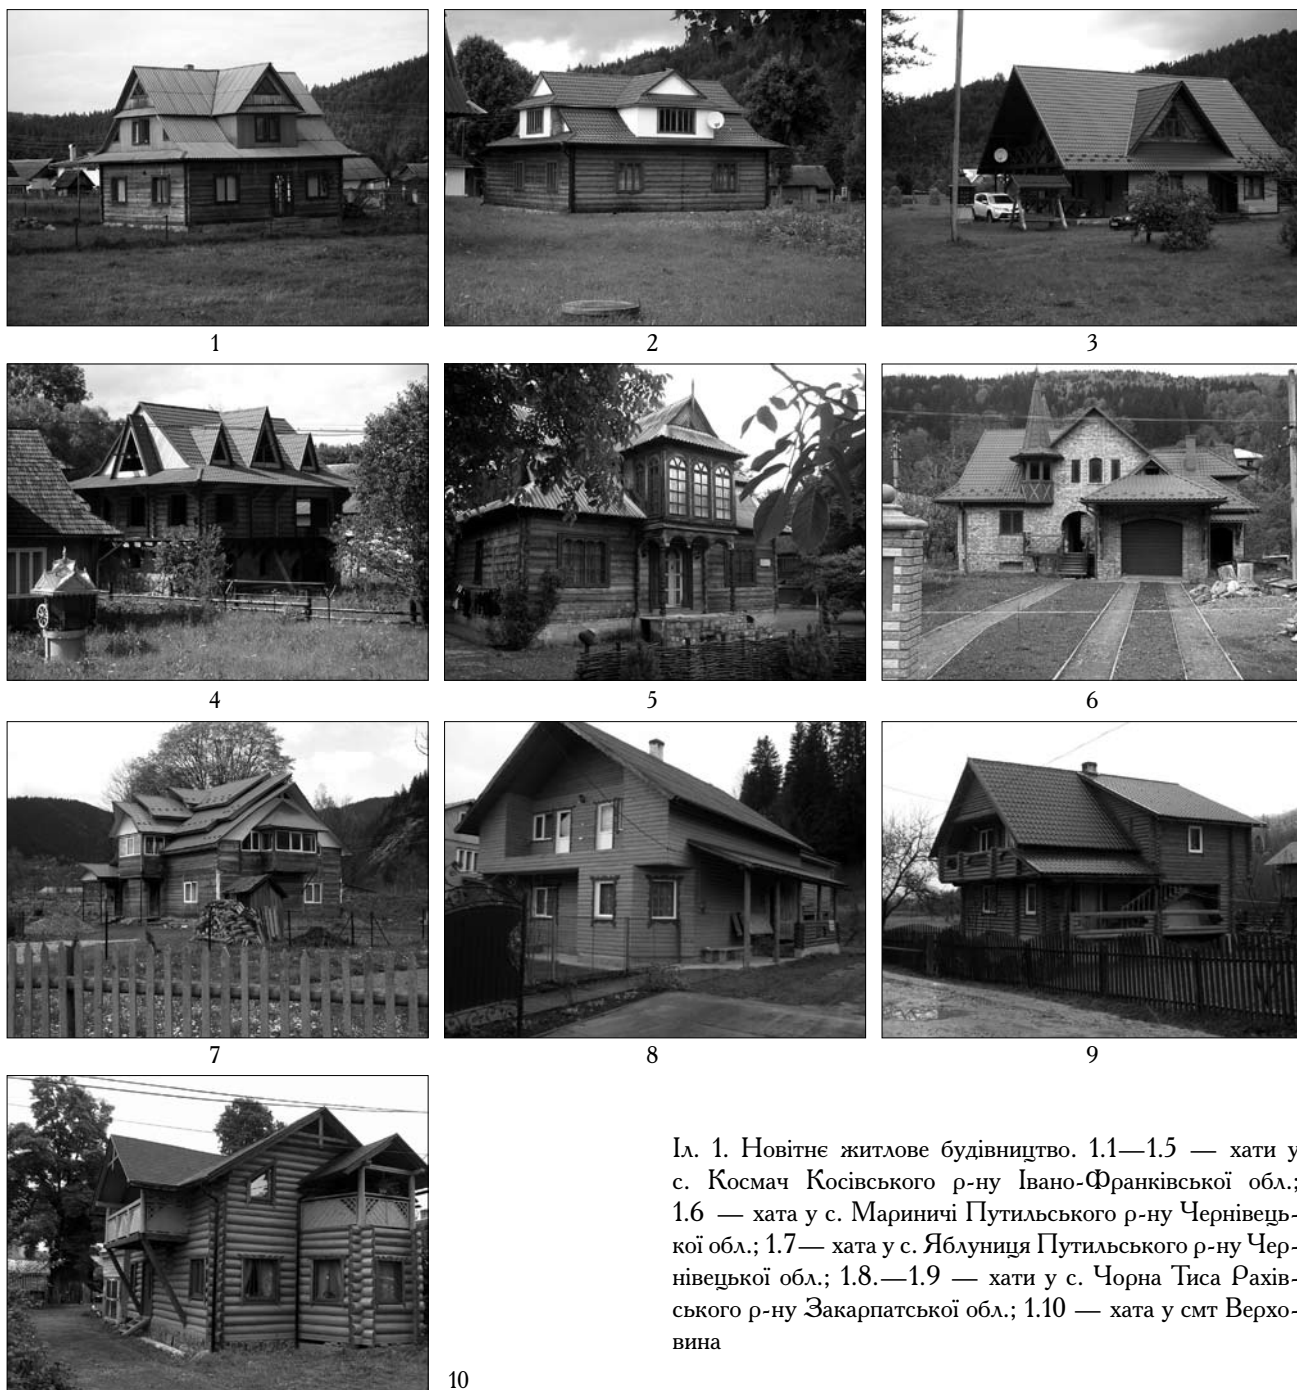 1
2
3
4
5
6
7
8
9
10
Іл. 1. Новітнє житлове будівництво. 1.1—1.5 — хати у
с. Космач Косівського р-ну Івано-Франківської обл.;
1.6 — хата у с. Мариничі Путильського р-ну Чернівець-
кої обл.; 1.7— хата у с. Яблуниця Путильського р-ну Чер-
нівецької обл.; 1.8.—1.9 — хати у с. Чорна Тиса Рахів-
ського р-ну Закарпатської обл.; 1.10 — хата у смт Верхо-
вина